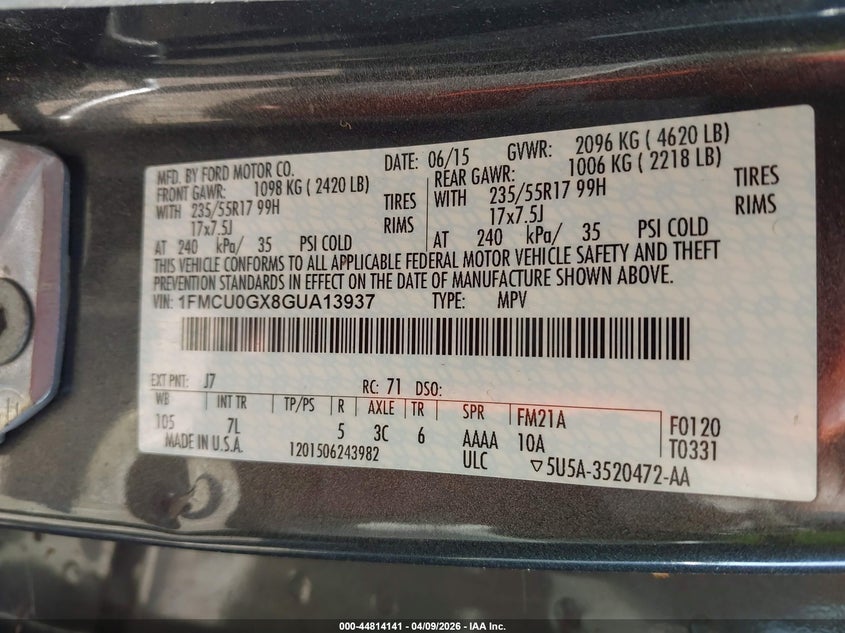 MFD. BY FORD MOTOR CO. DATE: 06/15 GVWR: 2096 KG ( 4620 LB)
FRONT GAWR: 1098 KG ( 2420 LB) REAR GAWR: 1006 KG ( 2218 LB)
WITH 235/55R17 99H TIRES WITH 235/55R17 99H TIRES
17x7.5J RIMS 17x7.5J RIMS
AT 240 kPa/ 35 PSI COLD AT 240 kPa/ 35 PSI COLD
THIS VEHICLE CONFORMS TO ALL APPLICABLE FEDERAL MOTOR VEHICLE SAFETY AND THEFT
PREVENTION STANDARDS IN EFFECT ON THE DATE OF MANUFACTURE SHOWN ABOVE.
VIN: 1FMCU0GX8GUA13937 TYPE: MPV
EXT PNT: J7 RC: 71 DSO:
WB INT TR TP/PS R AXLE TR SPR FM21A F0120
105 7L 5 3C 6 AAAA 10A T0331
MADE IN U.S.A. 1201506243982 ULC ▽5U5A-3520472-AA
000-44814141 - 04/09/2026 - IAA Inc.